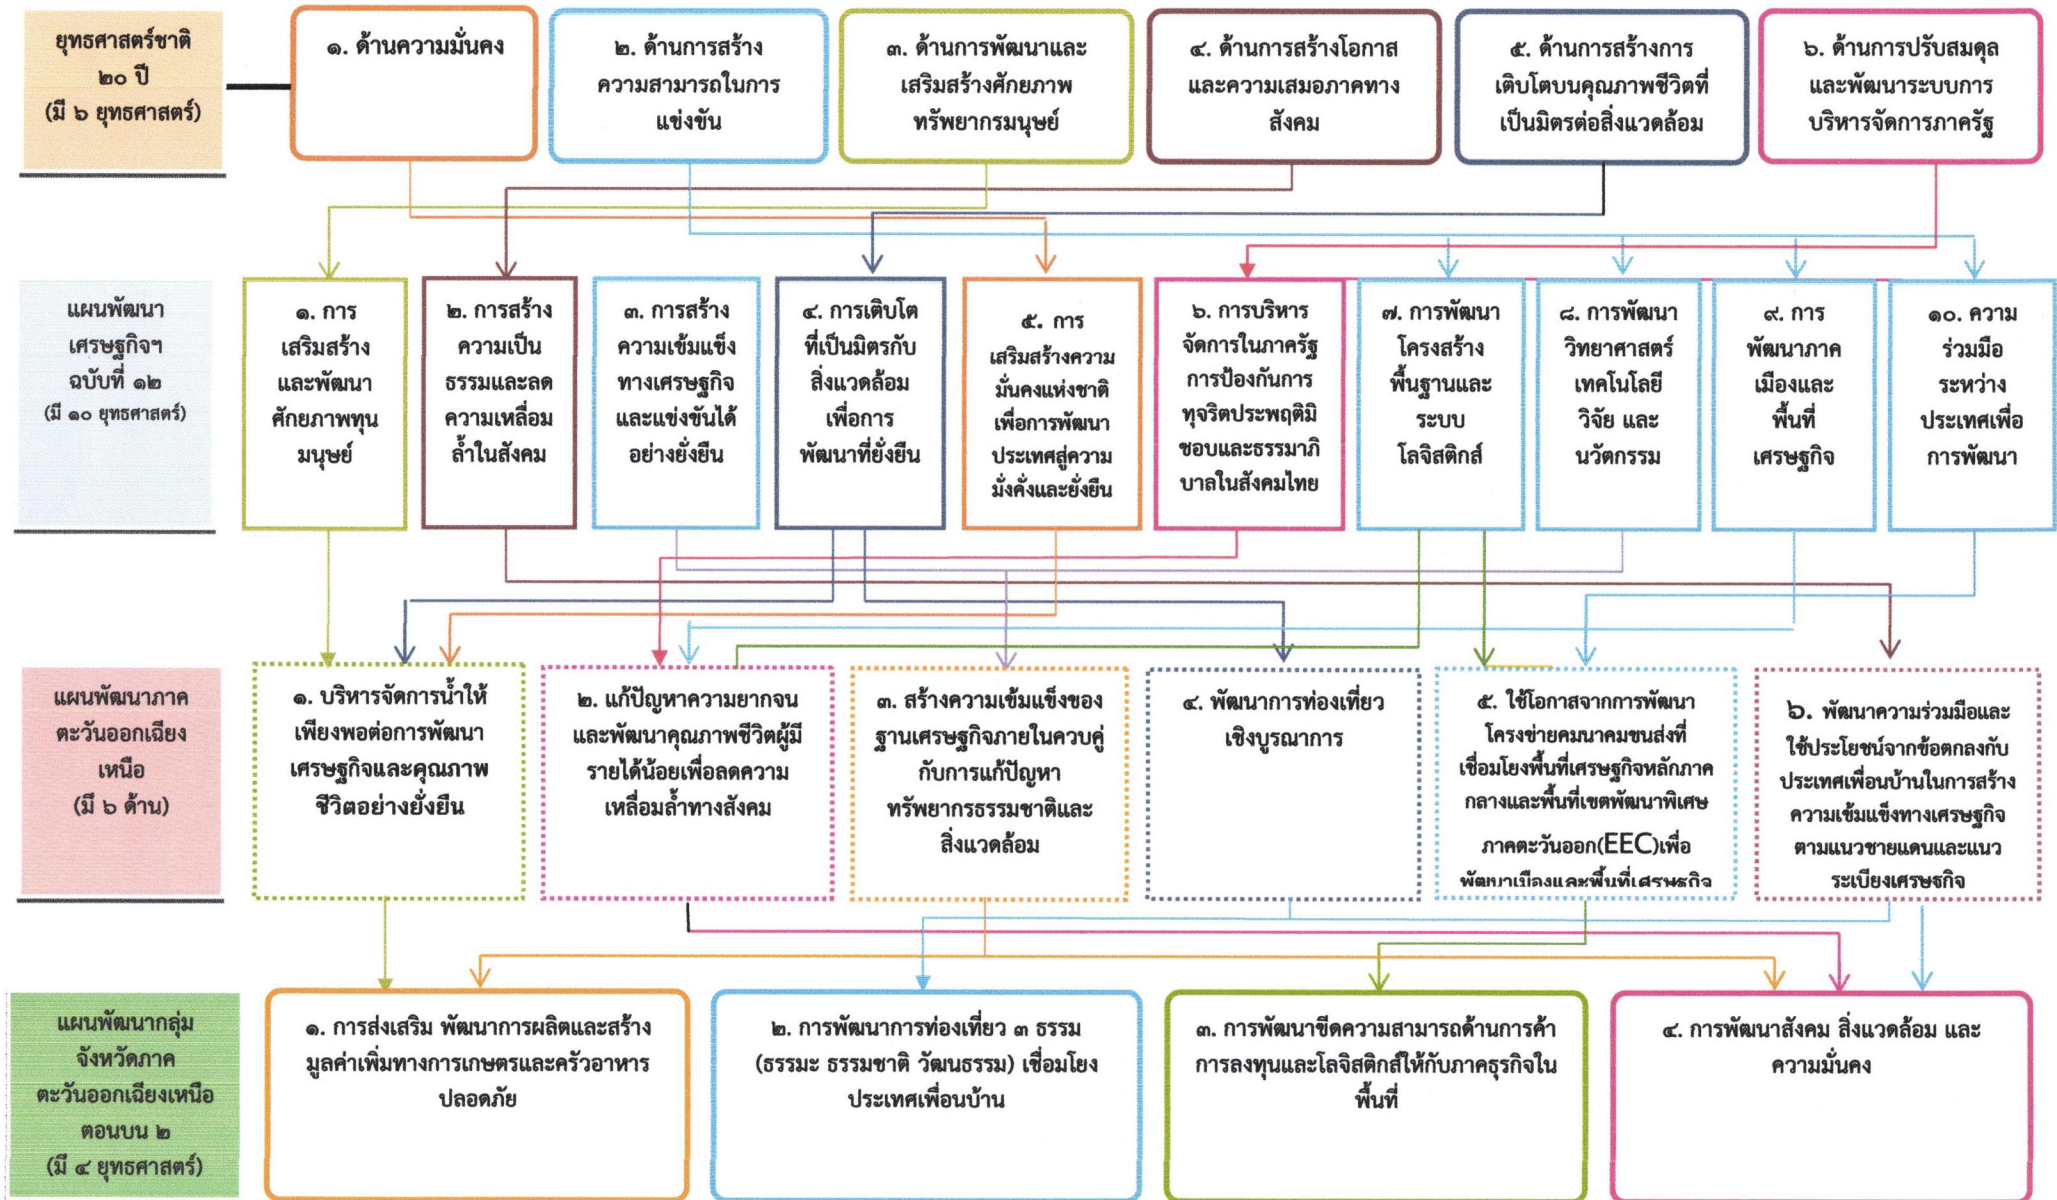 ยุทธศาสตร์ชาติ
๒๐ ปี
(มี ๖ ยุทธศาสตร์)
๑. ด้านความมั่นคง
๒. ด้านการสร้าง
ความสามารถในการ
แข่งขัน
๓. ด้านการพัฒนาและ
เสริมสร้างศักยภาพ
ทรัพยากรมนุษย์
๔. ด้านการสร้างโอกาส
และความเสมอภาคทาง
สังคม
๕. ด้านการสร้างการ
เติบโตบนคุณภาพชีวิตที่
เป็นมิตรต่อสิ่งแวดล้อม
๖. ด้านการปรับสมดุล
และพัฒนาระบบการ
บริหารจัดการภาครัฐ
แผนพัฒนา
เศรษฐกิจฯ
ฉบับที่ ๑๒
(มี ๑๐ ยุทธศาสตร์)
๑. การ
เสริมสร้าง
และพัฒนา
ศักยภาพทุน
มนุษย์
๒. การสร้าง
ความเป็น
ธรรมและลด
ความเหลื่อม
ล้ำในสังคม
๓. การสร้าง
ความเข้มแข็ง
ทางเศรษฐกิจ
และแข่งขันได้
อย่างยั่งยืน
๔. การเติบโต
ที่เป็นมิตรกับ
สิ่งแวดล้อม
เพื่อการ
พัฒนาที่ยั่งยืน
๕. การ
เสริมสร้างความ
มั่นคงแห่งชาติ
เพื่อการพัฒนา
ประเทศสู่ความ
มั่งคั่งและยั่งยืน
๖. การบริหาร
จัดการในภาครัฐ
การป้องกันการ
ทุจริตประพฤติมิ
ชอบและธรรมาภิ
บาลในสังคมไทย
๗. การพัฒนา
โครงสร้าง
พื้นฐานและ
ระบบ
โลจิสติกส์
๘. การพัฒนา
วิทยาศาสตร์
เทคโนโลยี
วิจัย และ
นวัตกรรม
๙. การ
พัฒนาภาค
เมืองและ
พื้นที่
เศรษฐกิจ
๑๐. ความ
ร่วมมือ
ระหว่าง
ประเทศเพื่อ
การพัฒนา
แผนพัฒนาภาค
ตะวันออกเฉียง
เหนือ
(มี ๖ ด้าน)
๑. บริหารจัดการน้ำให้
เพียงพอต่อการพัฒนา
เศรษฐกิจและคุณภาพ
ชีวิตอย่างยั่งยืน
๒. แก้ปัญหาความยากจน
และพัฒนาคุณภาพชีวิตผู้มี
รายได้น้อยเพื่อลดความ
เหลื่อมล้ำทางสังคม
๓. สร้างความเข้มแข็งของ
ฐานเศรษฐกิจภายในควบคู่
กับการแก้ปัญหา
ทรัพยากรธรรมชาติและ
สิ่งแวดล้อม
๔. พัฒนาการท่องเที่ยว
เชิงบูรณาการ
๕. ใช้โอกาสจากการพัฒนา
โครงข่ายคมนาคมขนส่งที่
เชื่อมโยงพื้นที่เศรษฐกิจหลักภาค
กลางและพื้นที่เขตพัฒนาพิเศษ
ภาคตะวันออก(EEC)เพื่อ
พัฒนาเมืองและพื้นที่เศรษฐกิจ
๖. พัฒนาความร่วมมือและ
ใช้ประโยชน์จากข้อตกลงกับ
ประเทศเพื่อนบ้านในการสร้าง
ความเข้มแข็งทางเศรษฐกิจ
ตามแนวชายแดนและแนว
ระเบียงเศรษฐกิจ
แผนพัฒนากลุ่ม
จังหวัดภาค
ตะวันออกเฉียงเหนือ
ตอนบน ๒
(มี ๔ ยุทธศาสตร์)
๑. การส่งเสริม พัฒนาการผลิตและสร้าง
มูลค่าเพิ่มทางการเกษตรและครัวอาหาร
ปลอดภัย
๒. การพัฒนาการท่องเที่ยว ๓ ธรรม
(ธรรมะ ธรรมชาติ วัฒนธรรม) เชื่อมโยง
ประเทศเพื่อนบ้าน
๓. การพัฒนาขีดความสามารถด้านการค้า
การลงทุนและโลจิสติกส์ให้กับภาคธุรกิจใน
พื้นที่
๔. การพัฒนาสังคม สิ่งแวดล้อม และ
ความมั่นคง